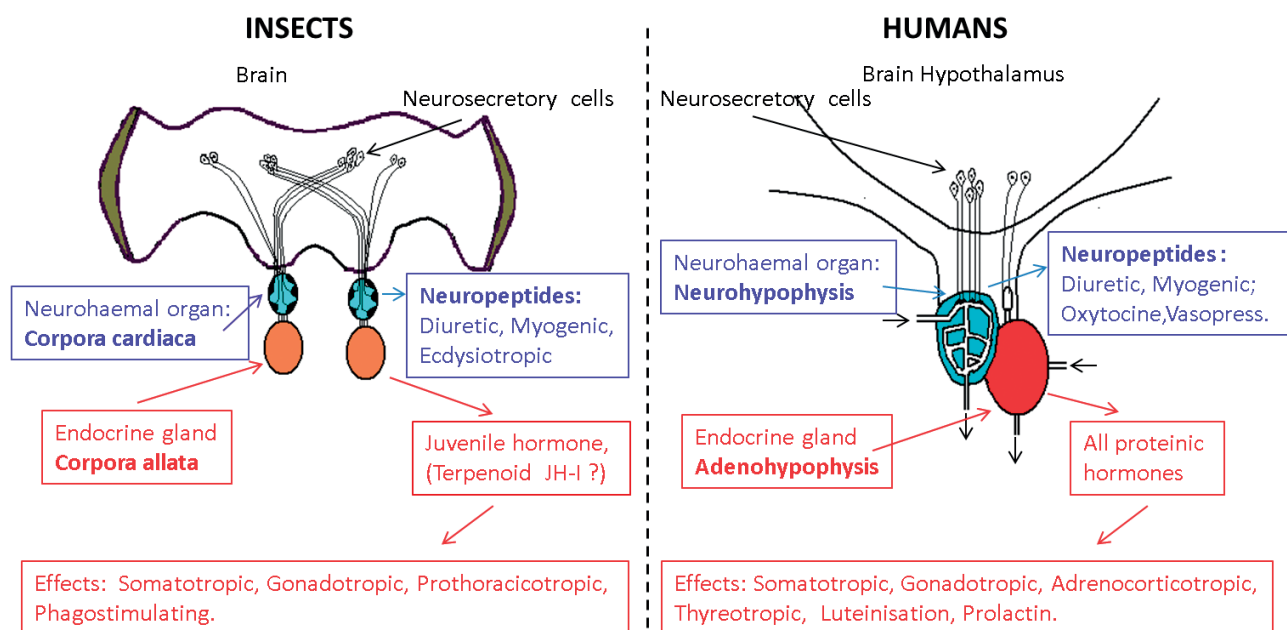 INSECTS
Brain
Neurosecretory cells
Neurohaemal organ:
Corpora cardiaca
Neuropeptides:
Diuretic, Myogenic,
Ecdysiotropic
Endocrine gland
Corpora allata
Juvenile hormone,
(Terpenoid JH-I ?)
Effects: Somatotropic, Gonadotropic, Prothoracicotropic,
Phagostimulating.
HUMANS
Brain Hypothalamus
Neurosecretory cells
Neurohaemal organ:
Neurohypophysis
Neuropeptides :
Diuretic, Myogenic;
Oxytocine,Vasopress.
Endocrine gland
Adenohypophysis
All proteinic
hormones
Effects: Somatotropic, Gonadotropic, Adrenocorticotropic,
Thyreotropic, Luteinisation, Prolactin.